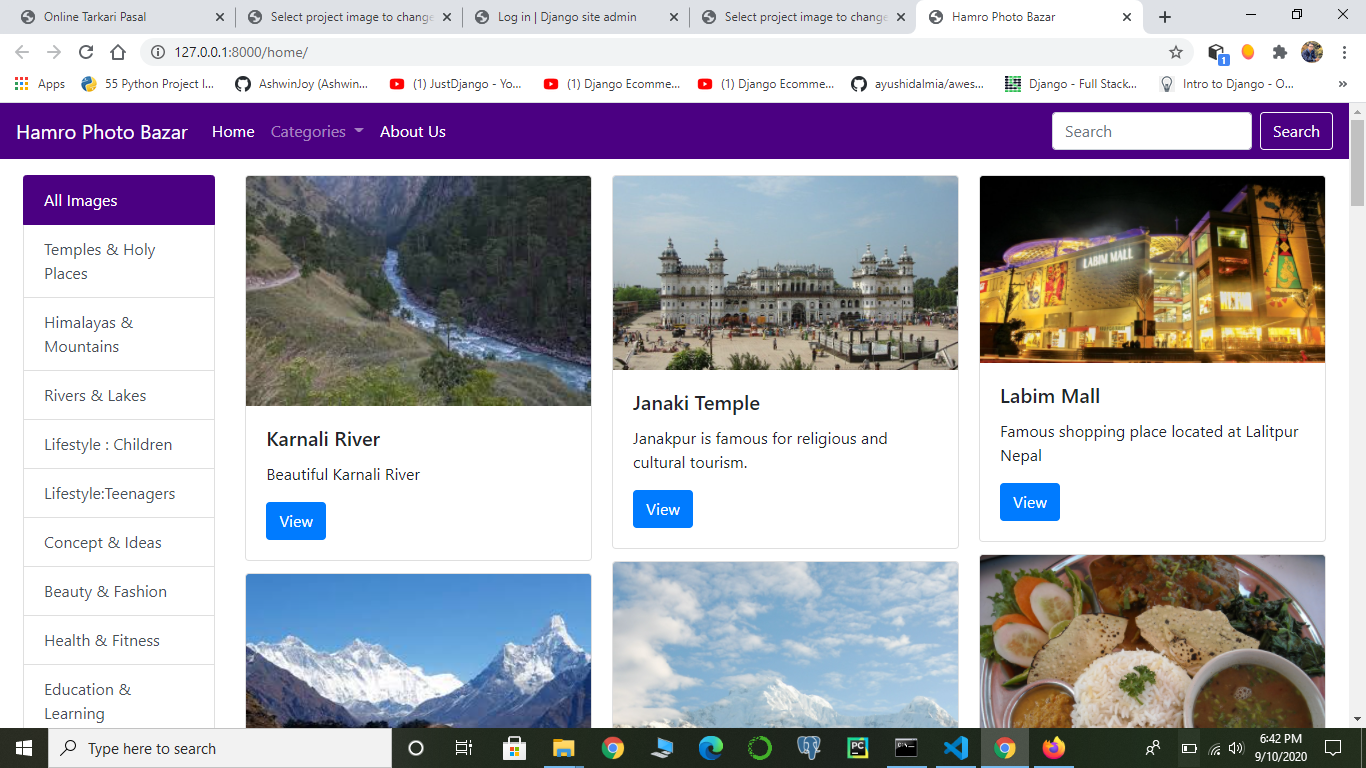 Online Tarkari Pasal
Select project image to change
Log in | Django site admin
Select project image to change
Hamro Photo Bazar
127.0.0.1:8000/home/
1
Apps
55 Python Project I...
AshwinJoy (Ashwin...
(1) JustDjango - Yo...
(1) Django Ecomme...
(1) Django Ecomme...
ayushidalmia/awes...
Django - Full Stack...
Intro to Django - O...
»
Hamro Photo Bazar
Home
Categories
About Us
Search
Search
All Images
Temples & Holy
Places
Himalayas &
Mountains
Rivers & Lakes
Lifestyle : Children
Lifestyle:Teenagers
Concept & Ideas
Beauty & Fashion
Health & Fitness
Education &
Learning
Karnali River
Beautiful Karnali River
View
Janaki Temple
Janakpur is famous for religious and
cultural tourism.
View
LABIM MALL
Labim Mall
Famous shopping place located at Lalitpur
Nepal
View
Type here to search
PC
6:42 PM
9/10/2020